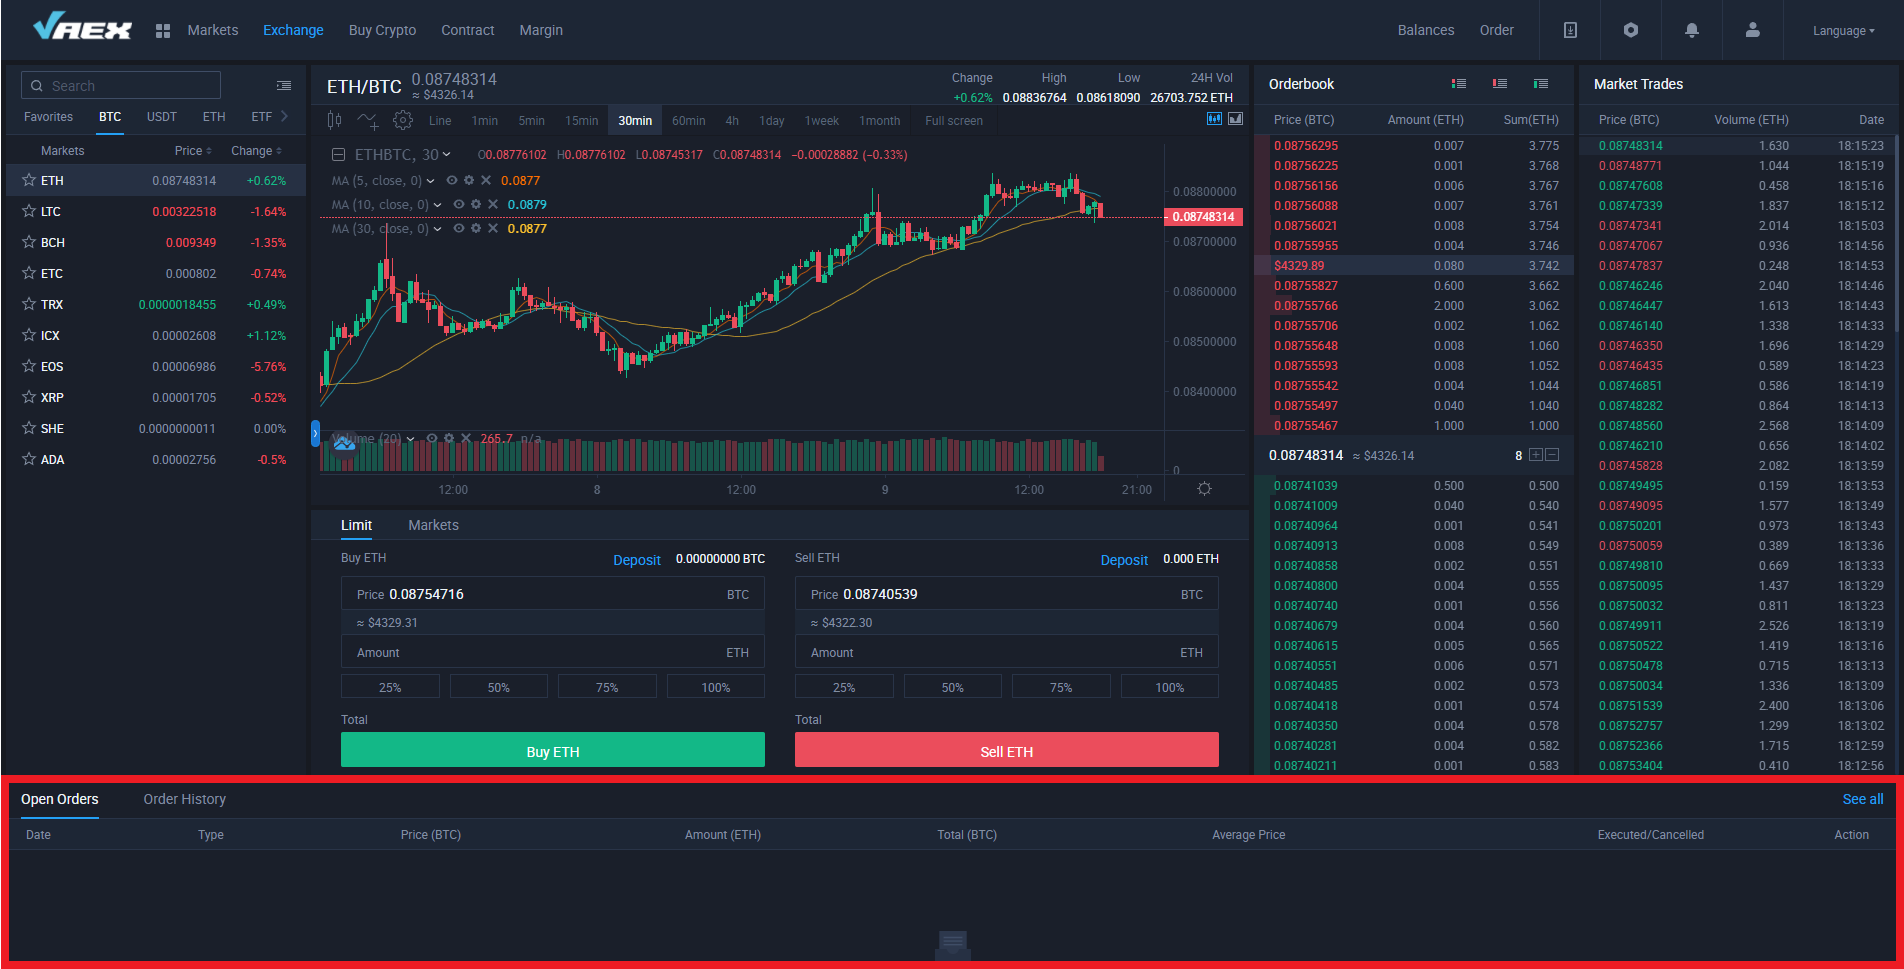 VAEX Markets Exchange Buy Crypto Contract Margin Balances Order Language
Search
Favorites BTC USDT ETH ETF
Markets Price Change
ETH 0.08748314 +0.62%
LTC 0.00322518 -1.64%
BCH 0.009349 -1.35%
ETC 0.000802 -0.74%
TRX 0.0000018455 +0.49%
ICX 0.00002608 +1.12%
EOS 0.00006986 -5.76%
XRP 0.00001705 -0.52%
SHE 0.0000000011 0.00%
ADA 0.00002756 -0.5%
ETH/BTC 0.08748314
≈ $4326.14
Change High Low 24H Vol
+0.62% 0.08836764 0.08618090 26703.752 ETH
Line 1min 5min 15min 30min 60min 4h 1day 1week 1month Full screen
ETHBTC, 30 O0.08776102 H0.08776102 L0.08745317 C0.08748314 −0.00028882 (−0.33%)
MA (5, close, 0) 0.0877
MA (10, close, 0) 0.0879
MA (30, close, 0) 0.0877
0.08800000
0.08748314
0.08700000
0.08600000
0.08500000
0.08400000
Volume (20) 265.7 n/a
0
12:00 8 12:00 9 12:00 21:00
Limit Markets
Buy ETH Deposit 0.00000000 BTC
Price 0.08754716 BTC
≈ $4329.31
Amount ETH
25% 50% 75% 100%
Total
Buy ETH
Sell ETH Deposit 0.000 ETH
Price 0.08740539 BTC
≈ $4322.30
Amount ETH
25% 50% 75% 100%
Total
Sell ETH
Orderbook
Price (BTC) Amount (ETH) Sum(ETH)
0.08756295 0.007 3.775
0.08756225 0.001 3.768
0.08756156 0.006 3.767
0.08756088 0.007 3.761
0.08756021 0.008 3.754
0.08755955 0.004 3.746
$4329.89 0.080 3.742
0.08755827 0.600 3.662
0.08755766 2.000 3.062
0.08755706 0.002 1.062
0.08755648 0.008 1.060
0.08755593 0.008 1.052
0.08755542 0.004 1.044
0.08755497 0.040 1.040
0.08755467 1.000 1.000
0.08748314 ≈ $4326.14 8
0.08741039 0.500 0.500
0.08741009 0.040 0.540
0.08740964 0.001 0.541
0.08740913 0.008 0.549
0.08740858 0.002 0.551
0.08740800 0.004 0.555
0.08740740 0.001 0.556
0.08740679 0.004 0.560
0.08740615 0.005 0.565
0.08740551 0.006 0.571
0.08740485 0.002 0.573
0.08740418 0.001 0.574
0.08740350 0.004 0.578
0.08740281 0.004 0.582
0.08740211 0.001 0.583
Market Trades
Price (BTC) Volume (ETH) Date
0.08748314 1.630 18:15:23
0.08748771 1.044 18:15:19
0.08747608 0.458 18:15:16
0.08747339 1.837 18:15:12
0.08747341 2.014 18:15:03
0.08747067 0.936 18:14:56
0.08747837 0.248 18:14:53
0.08746246 2.040 18:14:46
0.08746447 1.613 18:14:43
0.08746140 1.338 18:14:33
0.08746350 1.696 18:14:29
0.08746435 0.589 18:14:23
0.08746851 0.586 18:14:19
0.08748282 0.864 18:14:13
0.08748560 2.568 18:14:09
0.08746210 0.656 18:14:02
0.08745828 2.082 18:13:59
0.08749495 0.159 18:13:53
0.08749095 1.577 18:13:49
0.08750201 0.973 18:13:43
0.08750059 0.389 18:13:36
0.08749810 0.669 18:13:33
0.08750095 1.437 18:13:29
0.08750032 0.811 18:13:23
0.08749911 2.526 18:13:19
0.08750522 1.419 18:13:16
0.08750478 0.715 18:13:13
0.08750034 1.336 18:13:09
0.08751539 2.400 18:13:06
0.08752757 1.299 18:13:02
0.08752366 1.715 18:12:59
0.08753404 0.410 18:12:56
Open Orders Order History See all
Date Type Price (BTC) Amount (ETH) Total (BTC) Average Price Executed/Cancelled Action